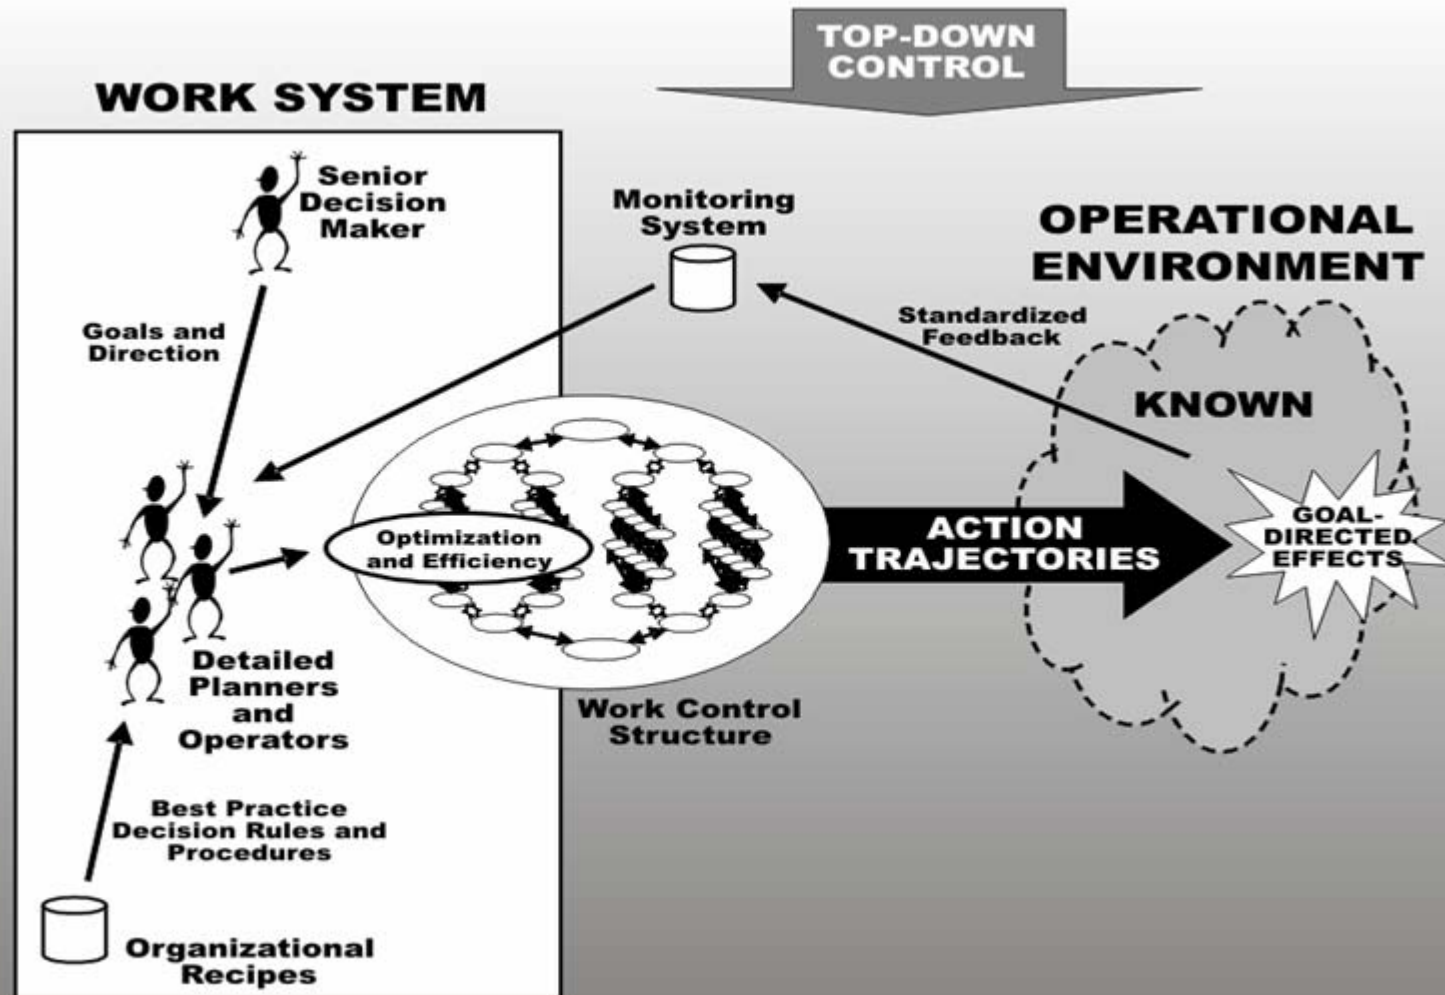 TOP-DOWN
CONTROL
WORK SYSTEM
Senior
Decision
Maker
Goals and
Direction
Monitoring
System
OPERATIONAL
ENVIRONMENT
Standardized
Feedback
KNOWN
Optimization
and Efficiency
ACTION
TRAJECTORIES
GOAL-
DIRECTED
EFFECTS
Detailed
Planners
and
Operators
Work Control
Structure
Best Practice
Decision Rules and
Procedures
Organizational
Recipes